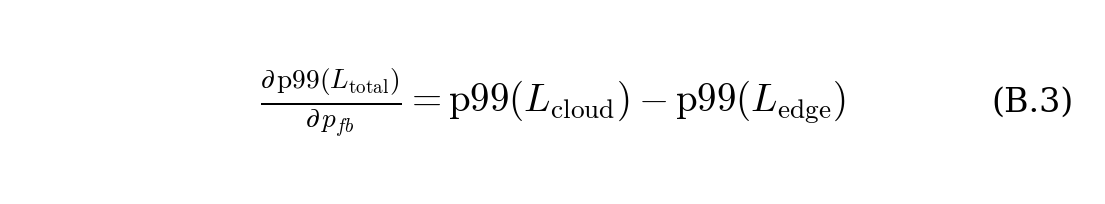 ∂p99(L_total)/∂p_fb = p99(L_cloud) − p99(L_edge) (B.3)